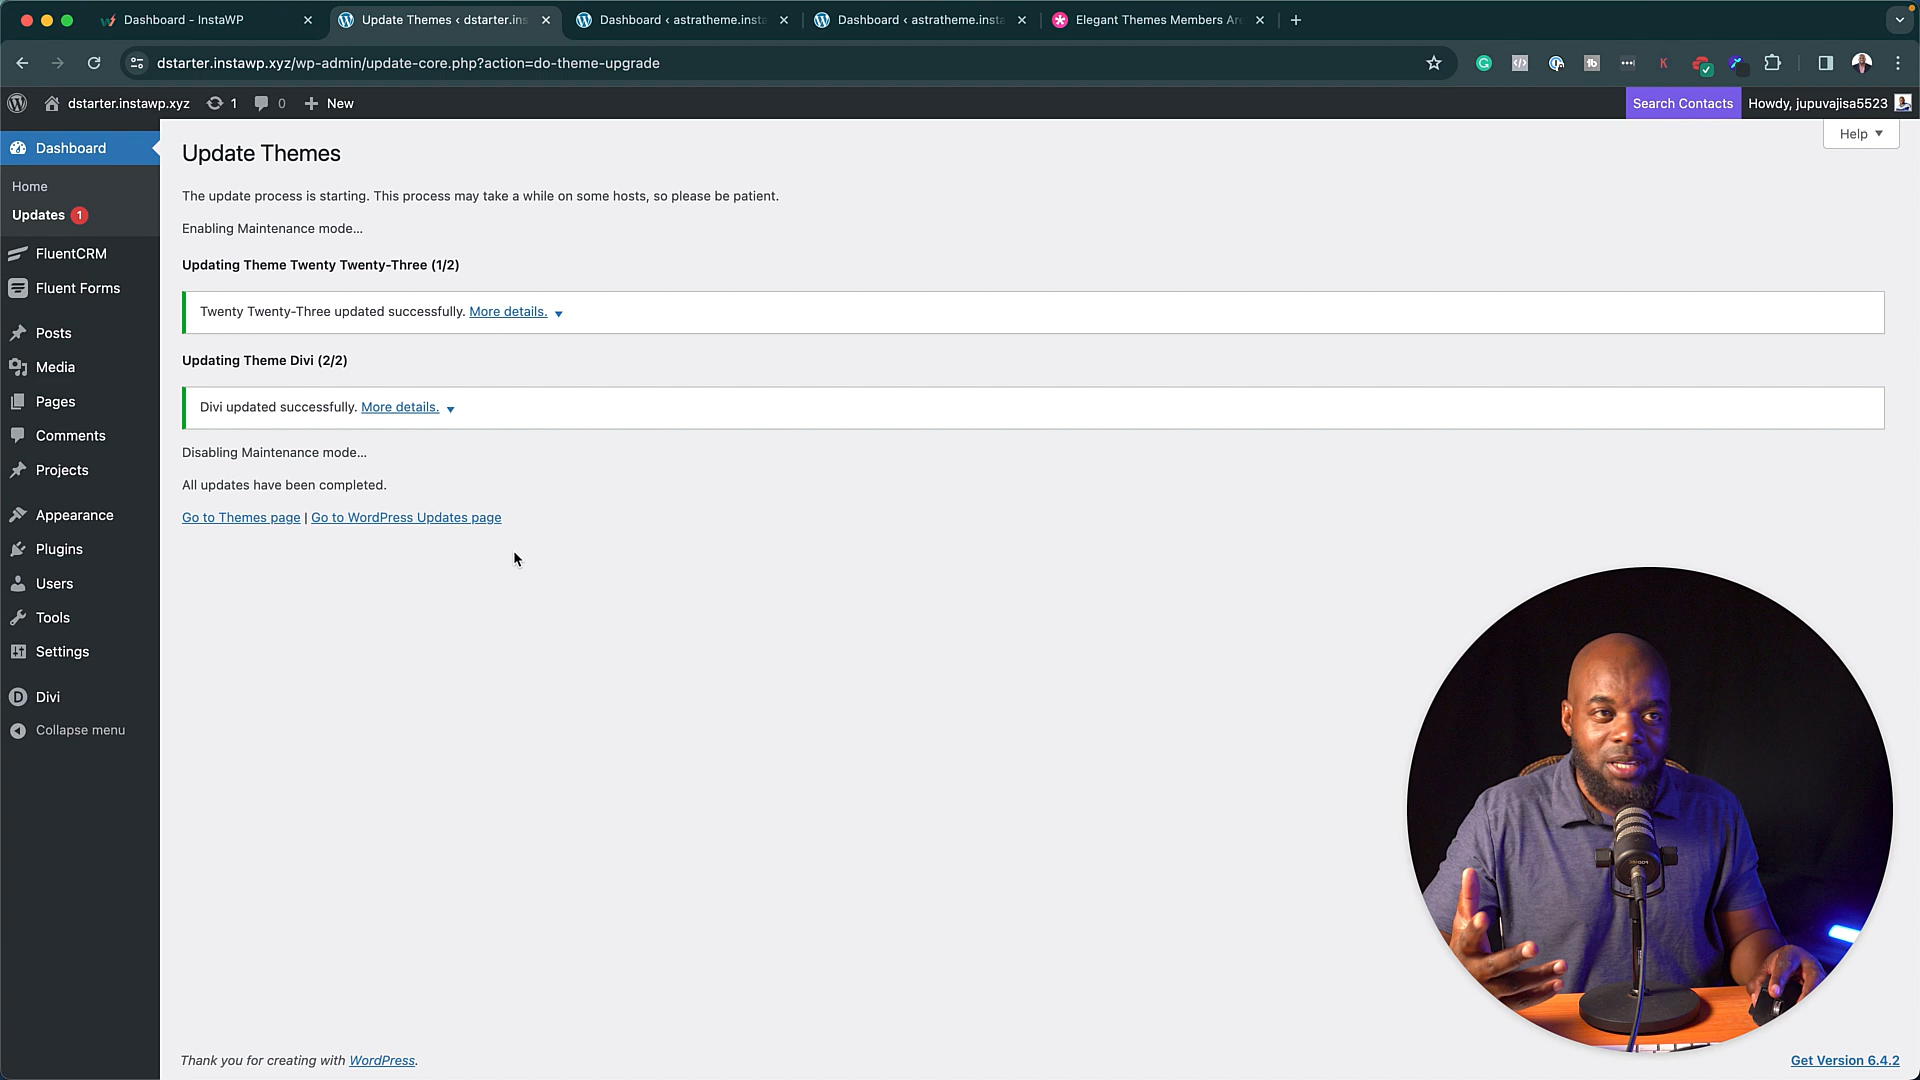 Dashboard - InstaWP
Update Themes ‹ dstarter.ins
Dashboard ‹ astratheme.insta
Dashboard ‹ astratheme.insta
Elegant Themes Members Are
dstarter.instawp.xyz/wp-admin/update-core.php?action=do-theme-upgrade
dstarter.instawp.xyz
1
0
New
Search Contacts
Howdy, jupuvajisa5523
Help
Dashboard
Home
Updates 1
FluentCRM
Fluent Forms
Posts
Media
Pages
Comments
Projects
Appearance
Plugins
Users
Tools
Settings
Divi
Collapse menu
Update Themes
The update process is starting. This process may take a while on some hosts, so please be patient.
Enabling Maintenance mode…
Updating Theme Twenty Twenty-Three (1/2)
Twenty Twenty-Three updated successfully. More details.
Updating Theme Divi (2/2)
Divi updated successfully. More details.
Disabling Maintenance mode…
All updates have been completed.
Go to Themes page | Go to WordPress Updates page
Thank you for creating with WordPress.
Get Version 6.4.2